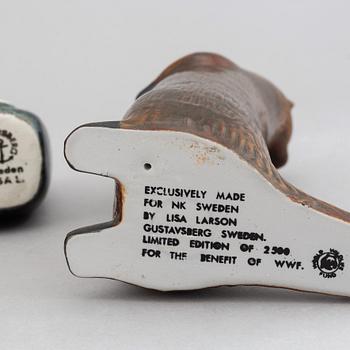 EXCLUSIVELY MADE
FOR NK SWEDEN
BY LISA LARSON
GUSTAVSBERG SWEDEN.
LIMITED EDITION OF 2500
FOR THE BENEFIT OF WWF.